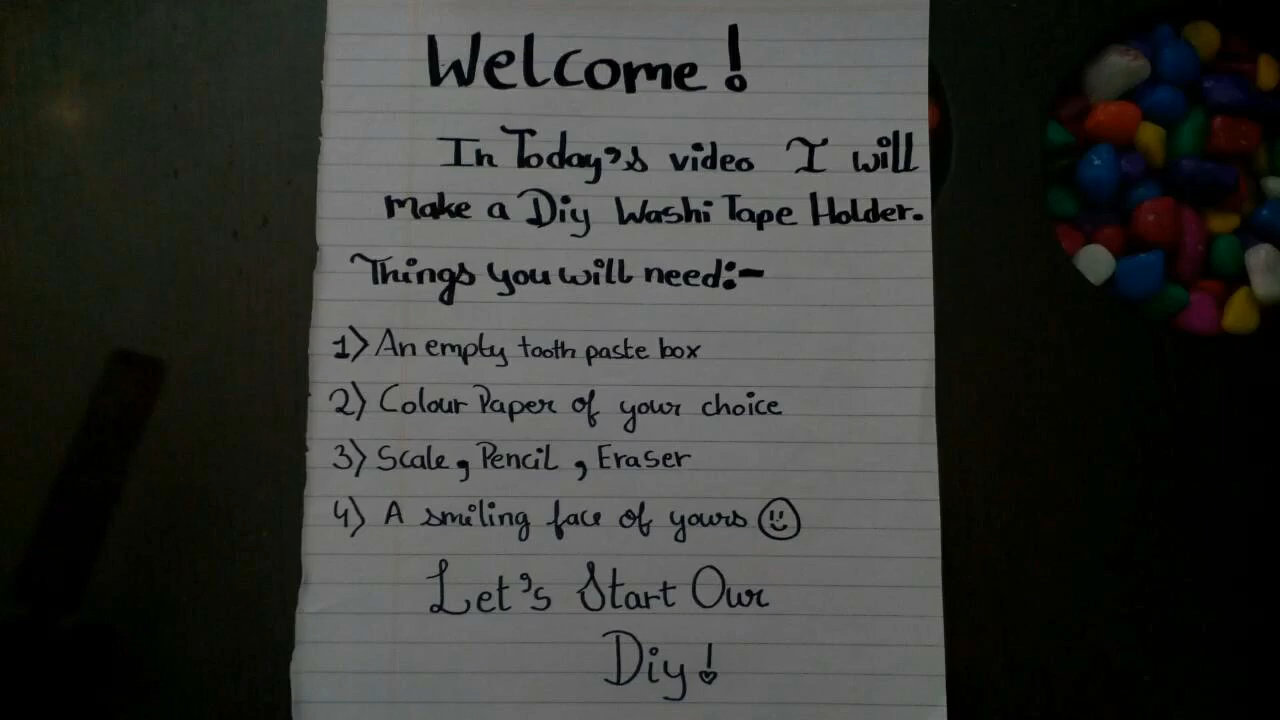 Welcome!
In Today's video I will
make a Diy Washi Tape Holder.
Things you will need:-
1) An empty tooth paste box
2) Colour Paper of your choice
3) Scale, Pencil, Eraser
4) A smiling face of yours ☺
Let's Start Our
Diy!